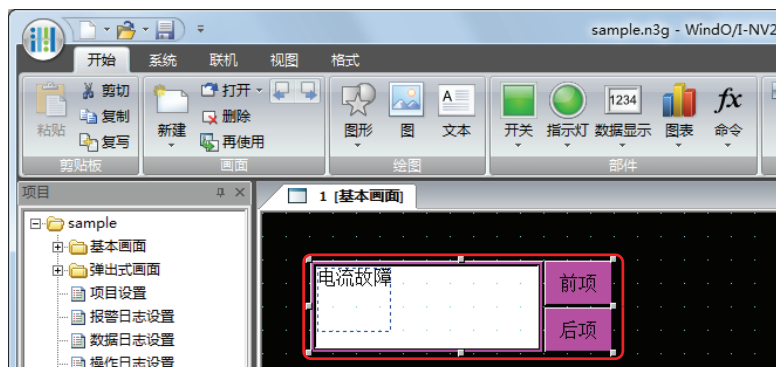 sample.n3g - WindO/I-NV2
开始 系统 联机 视图 格式
剪切 打开
粘贴 复制 新建 删除 图形 图 文本 开关 指示灯 数据显示 图表 命令
复写 再使用
A
1234
fx
剪贴板 画面 绘图 部件
项目
1 [基本画面]
sample
基本画面
弹出式画面
项目设置
报警日志设置
数据日志设置
操作日志设置
电流故障
前项
后项